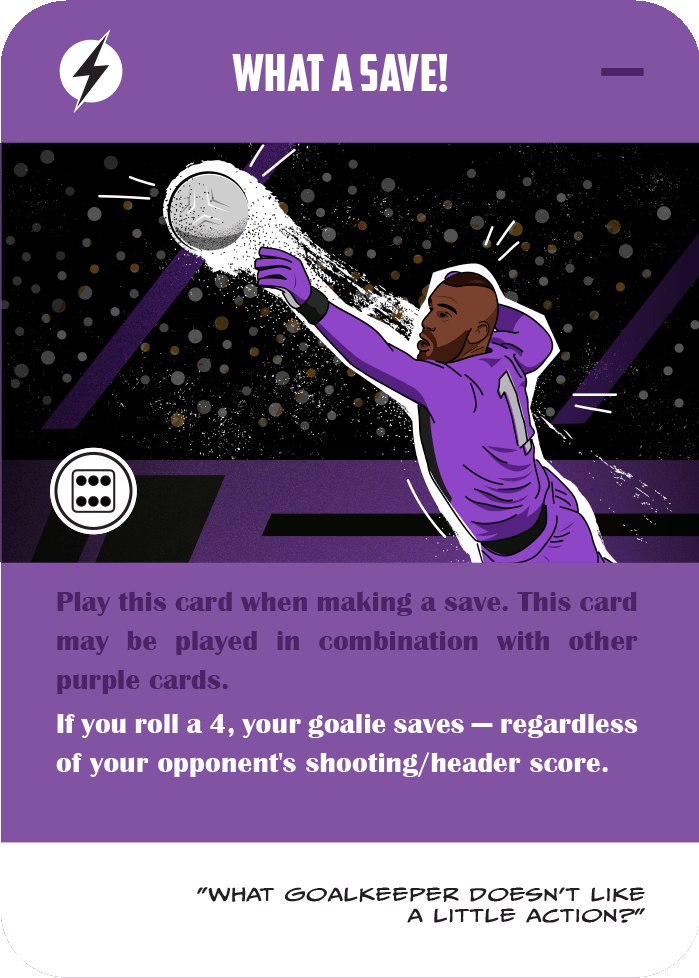 WHAT A SAVE!
1
Play this card when making a save. This card
may be played in combination with other
purple cards.
If you roll a 4, your goalie saves — regardless
of your opponent's shooting/header score.
"WHAT GOALKEEPER DOESN'T LIKE
A LITTLE ACTION?"